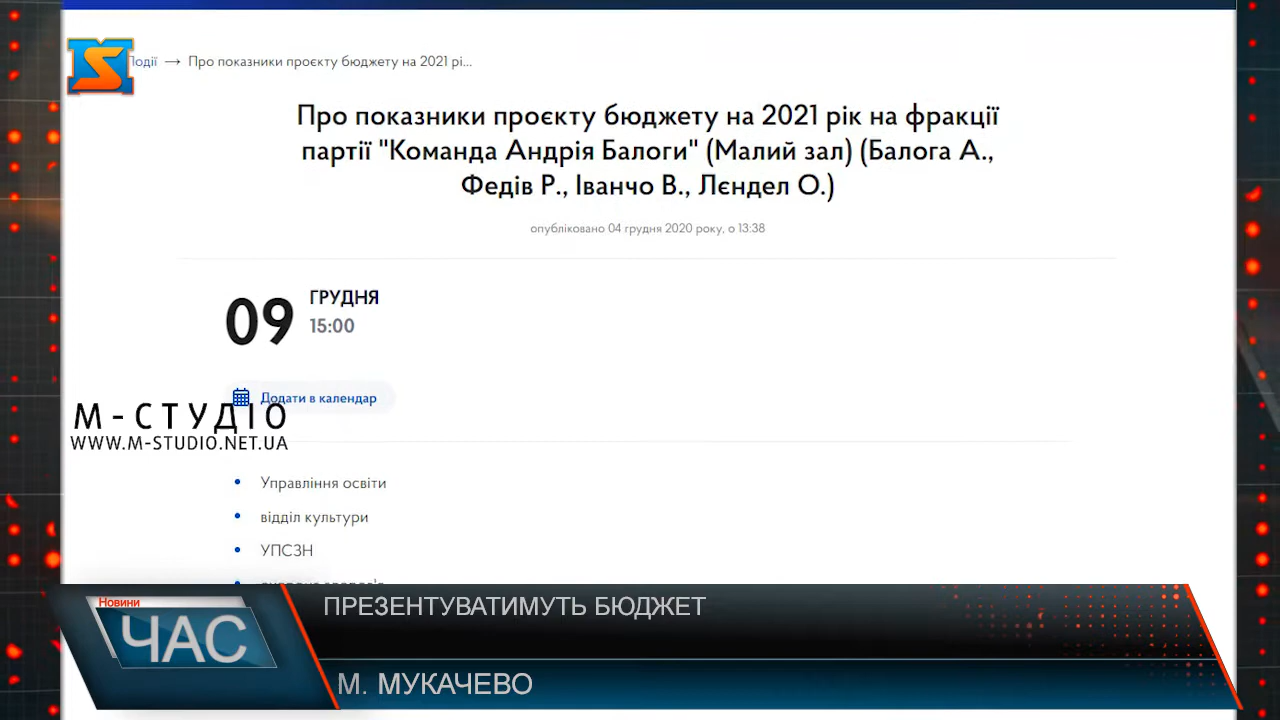 Події → Про показники проєкту бюджету на 2021 рі...
Про показники проєкту бюджету на 2021 рік на фракції
партії "Команда Андрія Балоги" (Малий зал) (Балога А.,
Федів Р., Іванчо В., Лєндел О.)
опубліковано 04 грудня 2020 року, о 13:38
09
ГРУДНЯ
15:00
Додати в календар
М-СТУДІО
WWW.M-STUDIO.NET.UA
• Управління освіти
• відділ культури
• УПСЗН
Новини
ЧАС
ПРЕЗЕНТУВАТИМУТЬ БЮДЖЕТ
М. МУКАЧЕВО